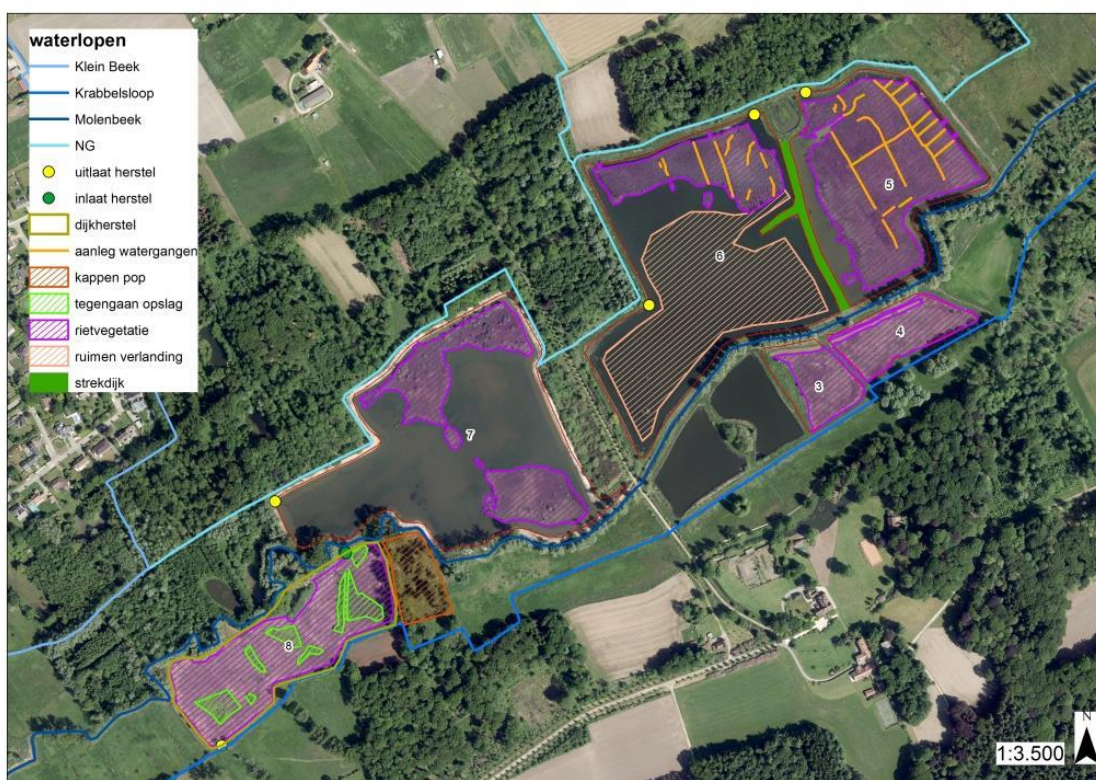 waterlopen
Klein Beek
Krabbelsloop
Molenbeek
NG
uitlaat herstel
inlaat herstel
dijkherstel
aanleg watergangen
kappen pop
tegengaan opslag
rietvegetatie
ruimen verlanding
strekdijk
5
6
4
3
7
8
1:3.500
N